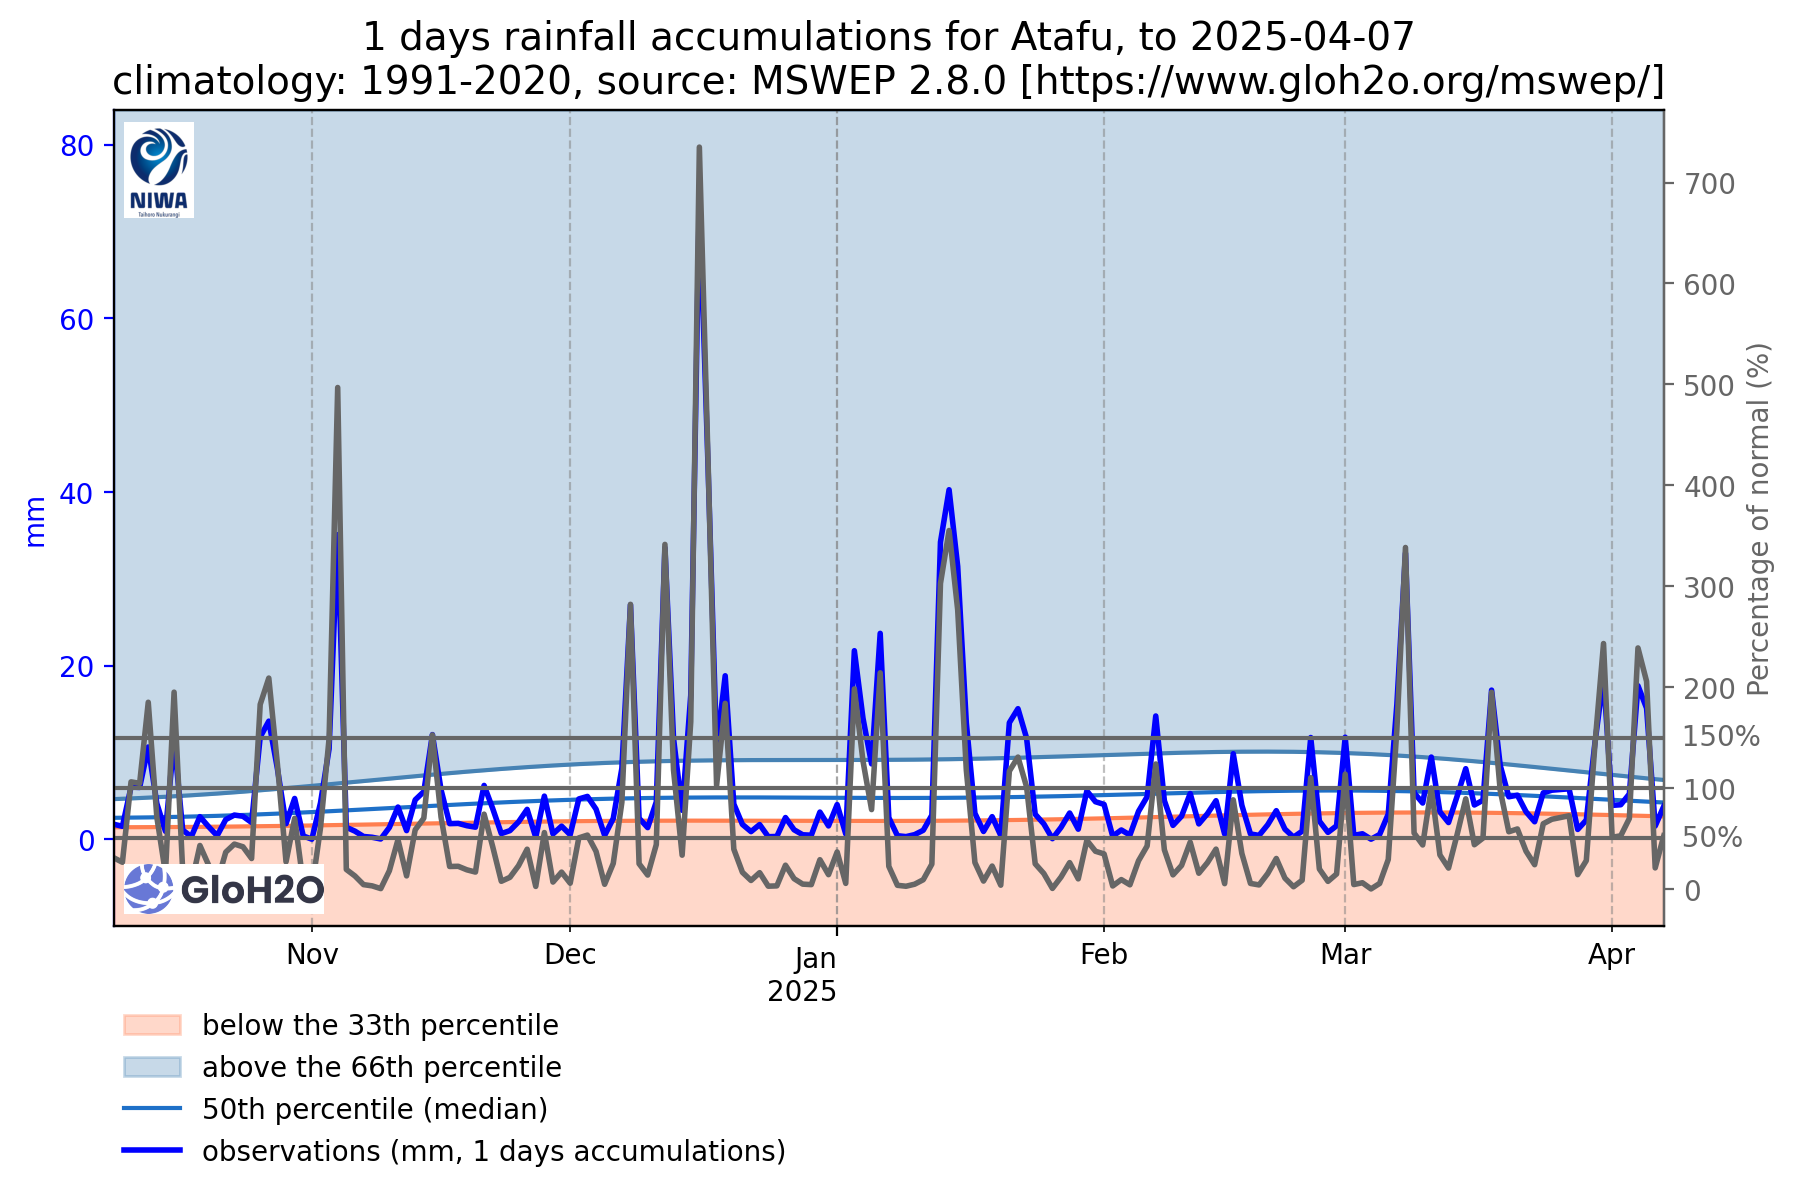 1 days rainfall accumulations for Atafu, to 2025-04-07
climatology: 1991-2020, source: MSWEP 2.8.0 [https://www.gloh2o.org/mswep/]
NIWA
Taihoro Nukurangi
80
60
40
20
0
mm
700
600
500
400
300
200
150%
100
50%
0
Percentage of normal (%)
GloH2O
Nov
Dec
Jan
2025
Feb
Mar
Apr
below the 33th percentile
above the 66th percentile
50th percentile (median)
observations (mm, 1 days accumulations)